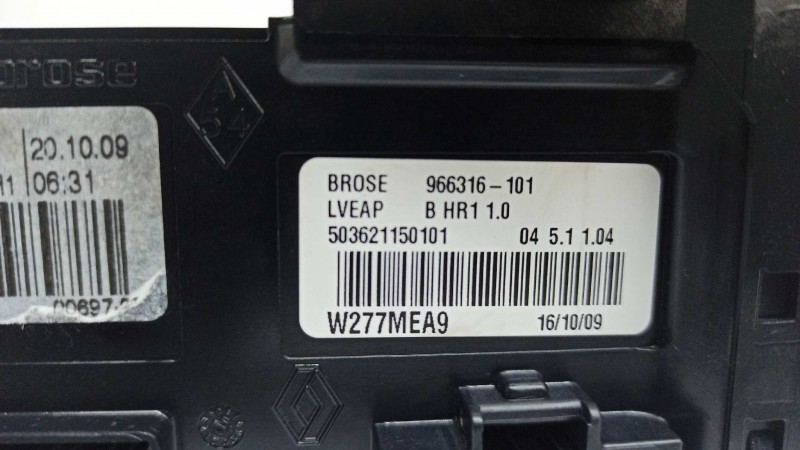 brose
A
54
20.10.09
06:31
BROSE 966316-101
LVEAP B HR1 1.0
503621150101 04 5.1 1.04
W277MEA9 16/10/09